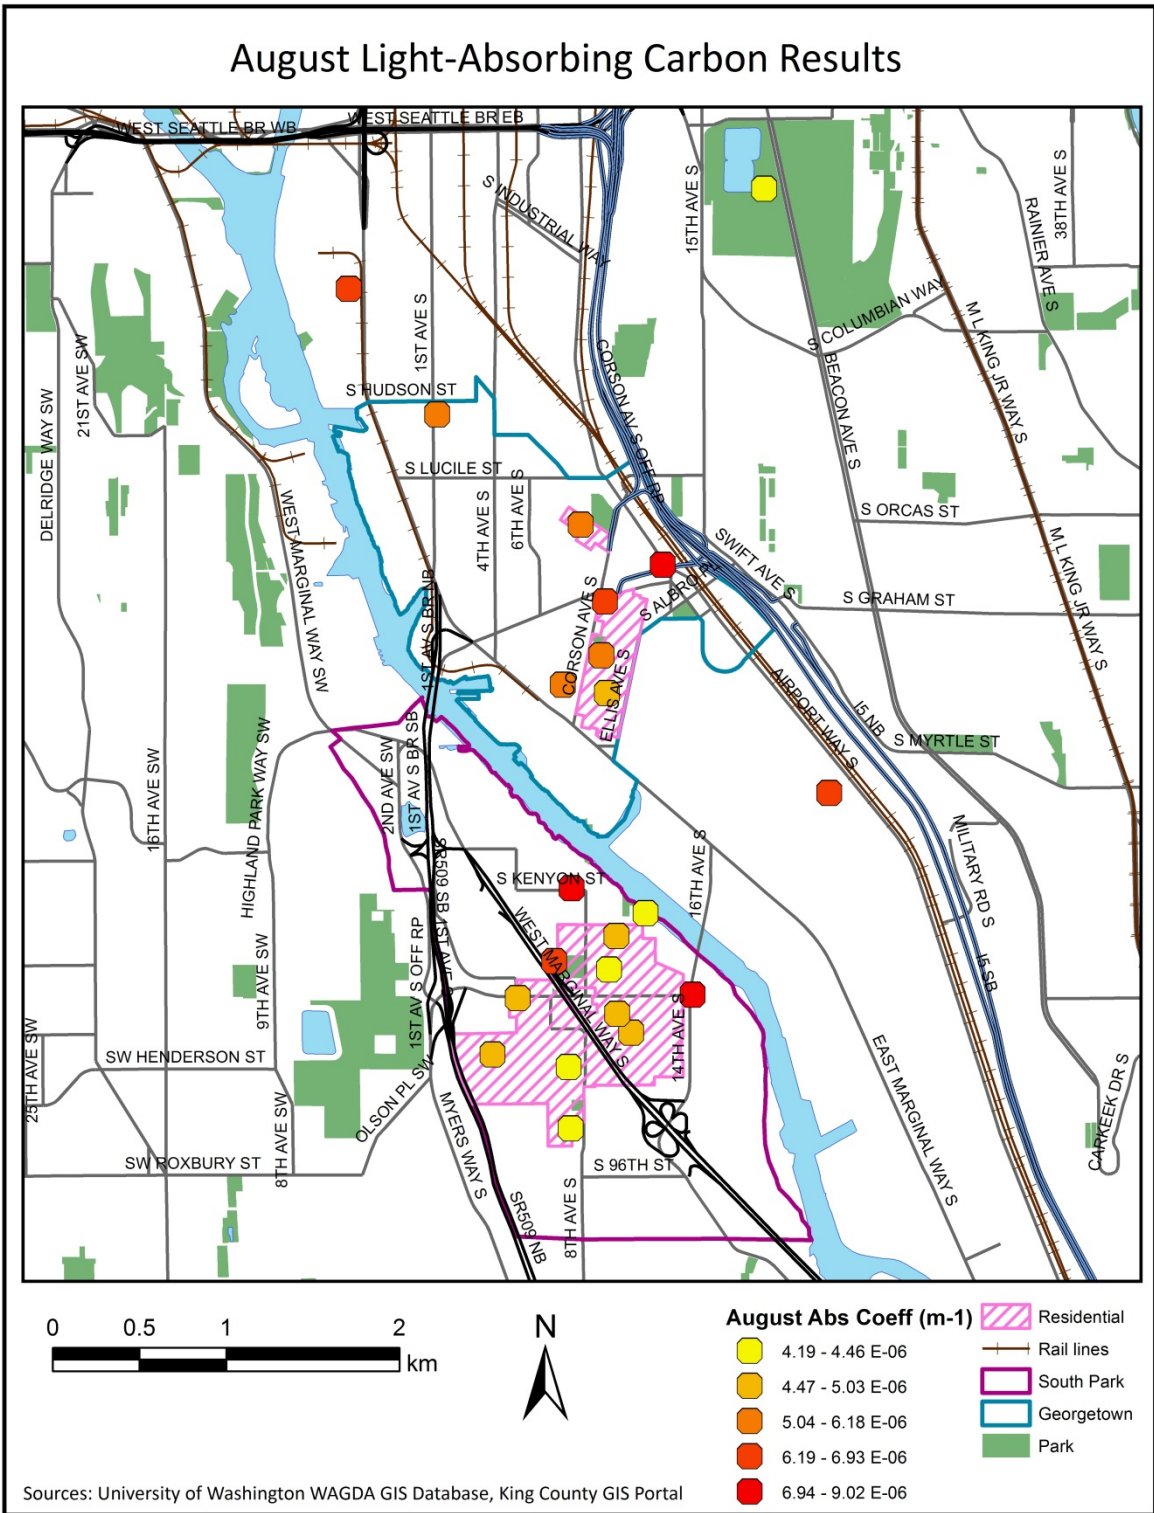 August Light-Absorbing Carbon Results
WEST SEATTLE BR WB
WEST SEATTLE BR EB
S INDUSTRIAL WAY
15TH AVE S
38TH AVE S
RAINIER AVE S
S COLUMBIAN WAY
M L KING JR WAY S
1ST AVE S
21ST AVE SW
DELRIDGE WAY SW
S HUDSON ST
CORSON AV S OFF RP
S BEACON AVE S
S LUCILE ST
4TH AVE S
6TH AVE S
S ORCAS ST
WEST MARGINAL WAY SW
SWIFT AVE S
M L KING JR WAY S
S GRAHAM ST
S ALBRO PL
CORSON AVE S
ELLIS AVE S
1ST AV S BR NB
AIRPORT WAY S
I5 NB
S MYRTLE ST
HIGHLAND PARK WAY SW
16TH AVE SW
2ND AVE SW
1ST AV S BR SB
MILITARY RD S
16TH AVE S
S KENYON ST
SR509 SB
1ST AVE S
1ST AV S OFF RP
WEST MARGINAL WAY S
9TH AVE SW
I5 SB
14TH AVE S
EAST MARGINAL WAY S
25TH AVE SW
SW HENDERSON ST
OLSON PL SW
8TH AVE SW
MYERS WAY S
CARKEEK DR S
SW ROXBURY ST
S 96TH ST
SR509 NB
8TH AVE S
0 0.5 1 2
km
N
August Abs Coeff (m-1)
4.19 - 4.46 E-06
4.47 - 5.03 E-06
5.04 - 6.18 E-06
6.19 - 6.93 E-06
6.94 - 9.02 E-06
Residential
Rail lines
South Park
Georgetown
Park
Sources: University of Washington WAGDA GIS Database, King County GIS Portal